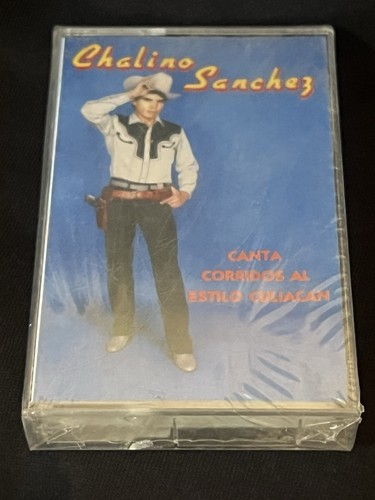 Chalino
Sanchez
CANTA
CORRIDOS AL
ESTILO CULIACAN